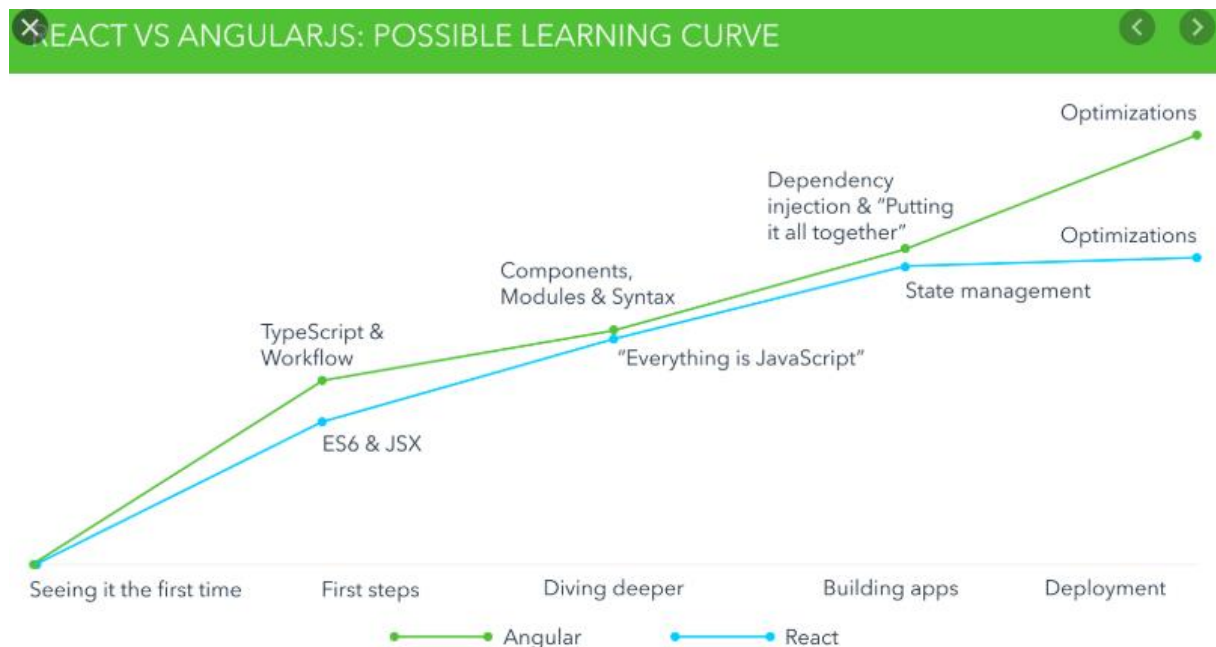 REACT VS ANGULARJS: POSSIBLE LEARNING CURVE
Optimizations
Dependency
injection & “Putting
it all together”
Optimizations
Components,
Modules & Syntax
State management
TypeScript &
Workflow
“Everything is JavaScript”
ES6 & JSX
Seeing it the first time
First steps
Diving deeper
Building apps
Deployment
Angular
React